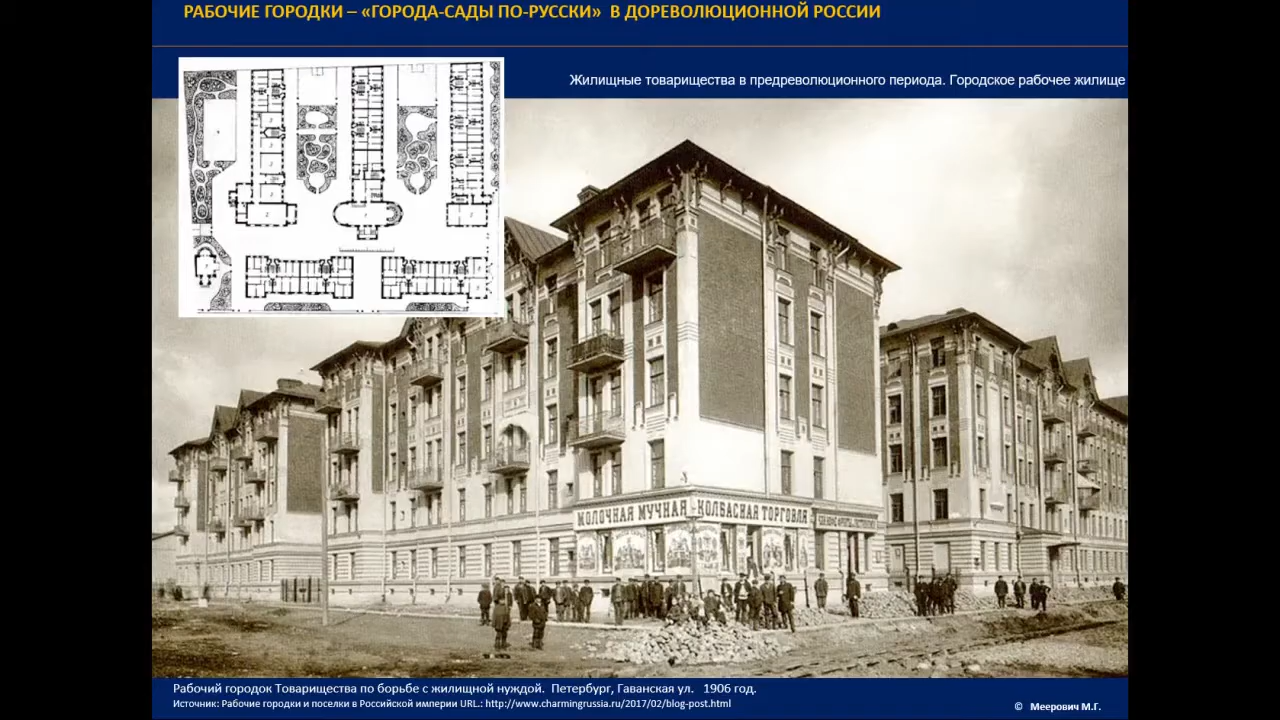 РАБОЧИЕ ГОРОДКИ – «ГОРОДА-САДЫ ПО-РУССКИ» В ДОРЕВОЛЮЦИОННОЙ РОССИИ
Жилищные товарищества в предреволюционного периода. Городское рабочее жилище
МОЛОЧНАЯ МУЧНАЯ КОЛБАСНАЯ ТОРГОВЛЯ
Рабочий городок Товарищества по борьбе с жилищной нуждой. Петербург, Гаванская ул. 1906 год.
Источник: Рабочие городки и поселки в Российской империи URL.: http://www.charmingrussia.ru/2017/02/blog-post.html
© Меерович М.Г.